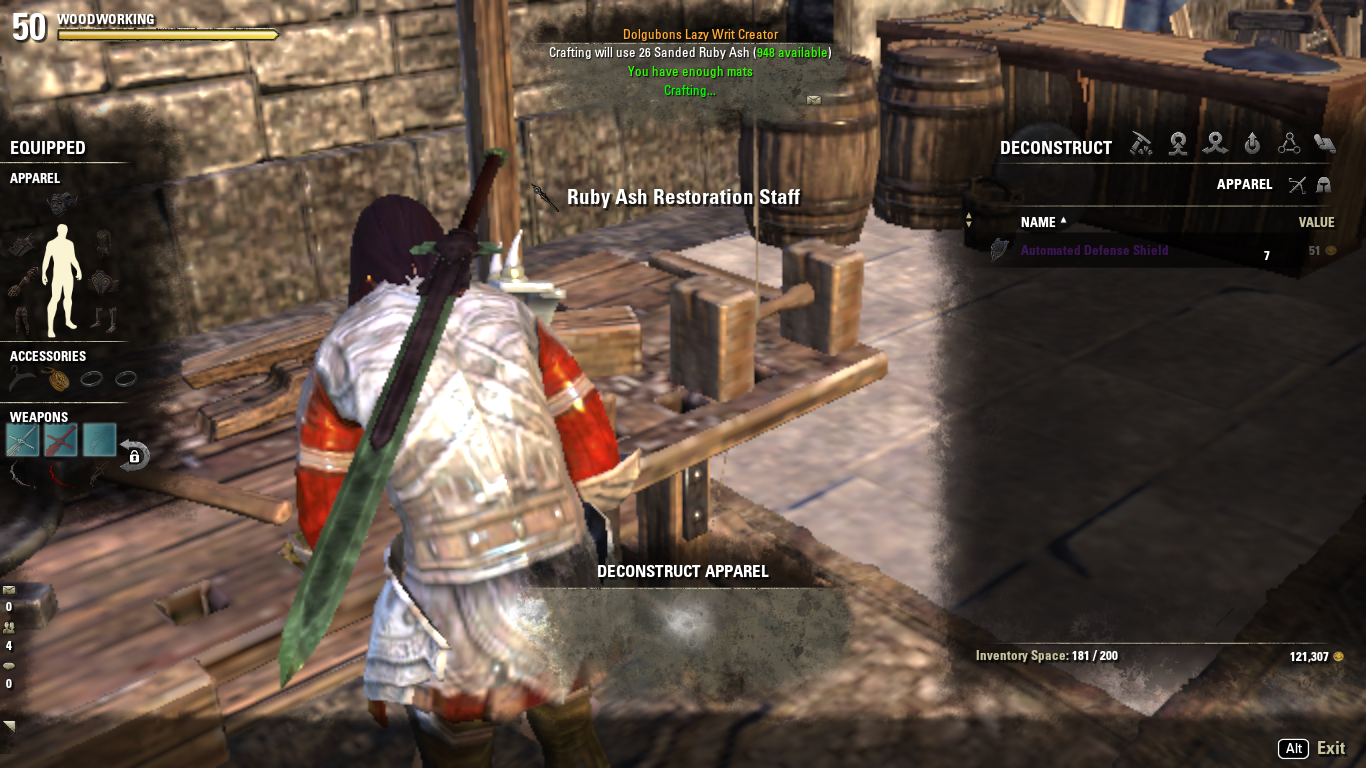 50 WOODWORKING
Dolgubons Lazy Writ Creator
Crafting will use 26 Sanded Ruby Ash (948 available)
You have enough mats
Crafting...
EQUIPPED
APPAREL
ACCESSORIES
WEAPONS
Ruby Ash Restoration Staff
DECONSTRUCT
APPAREL
NAME VALUE
Automated Defense Shield 7 51
DECONSTRUCT APPAREL
0
4
0
Inventory Space: 181 / 200 121,307
Alt Exit